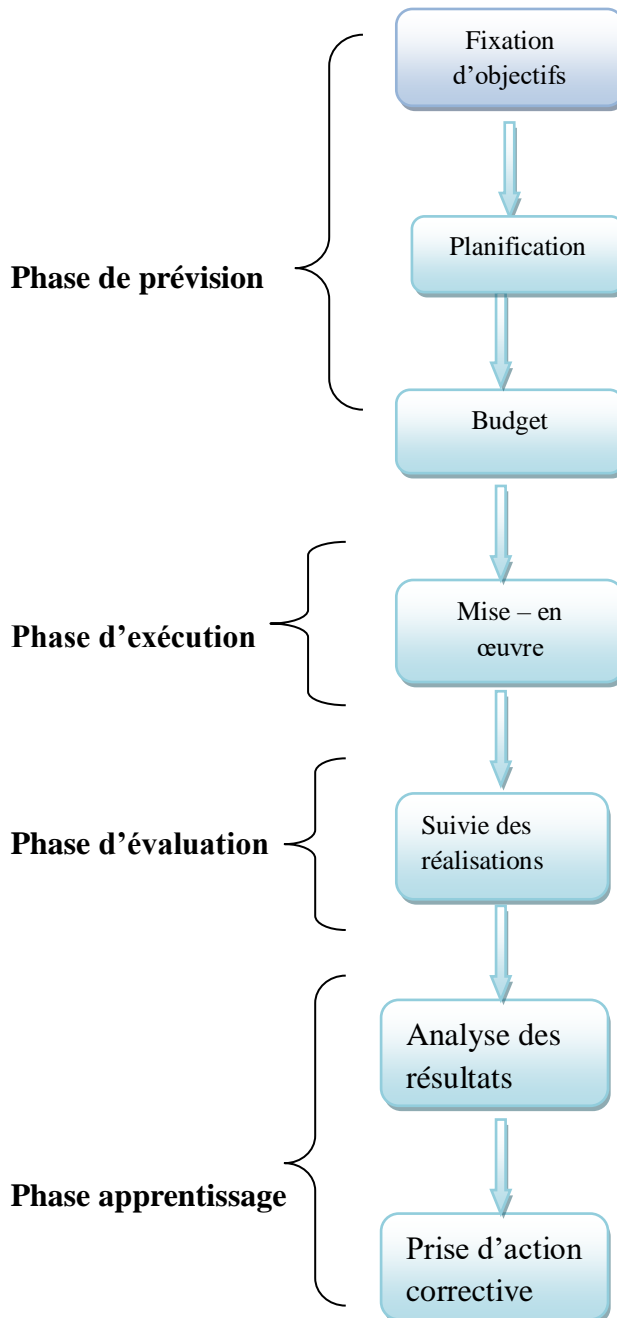 Fixation
d’objectifs
Planification
Phase de prévision
Budget
Mise – en
œuvre
Phase d’exécution
Suivie des
réalisations
Phase d’évaluation
Analyse des
résultats
Phase apprentissage
Prise d’action
corrective